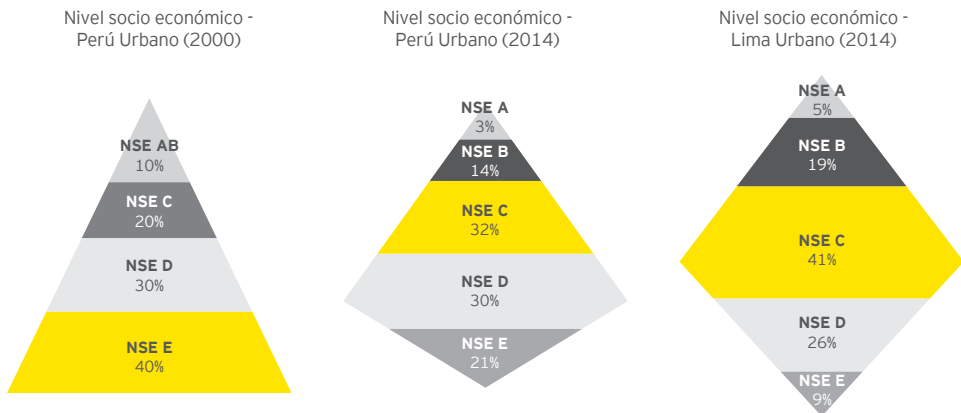 Nivel socio económico -
Perú Urbano (2000)
NSE AB
10%
NSE C
20%
NSE D
30%
NSE E
40%
Nivel socio económico -
Perú Urbano (2014)
NSE A
3%
NSE B
14%
NSE C
32%
NSE D
30%
NSE E
21%
Nivel socio económico -
Lima Urbano (2014)
NSE A
5%
NSE B
19%
NSE C
41%
NSE D
26%
NSE E
9%